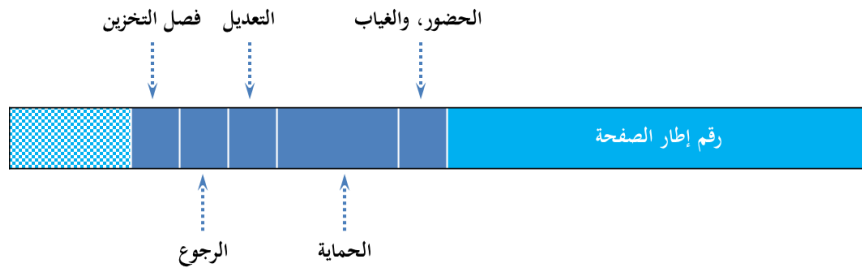 الحضور، والغياب
التعديل
فصل التخزين
رقم إطار الصفحة
الحماية
الرجوع